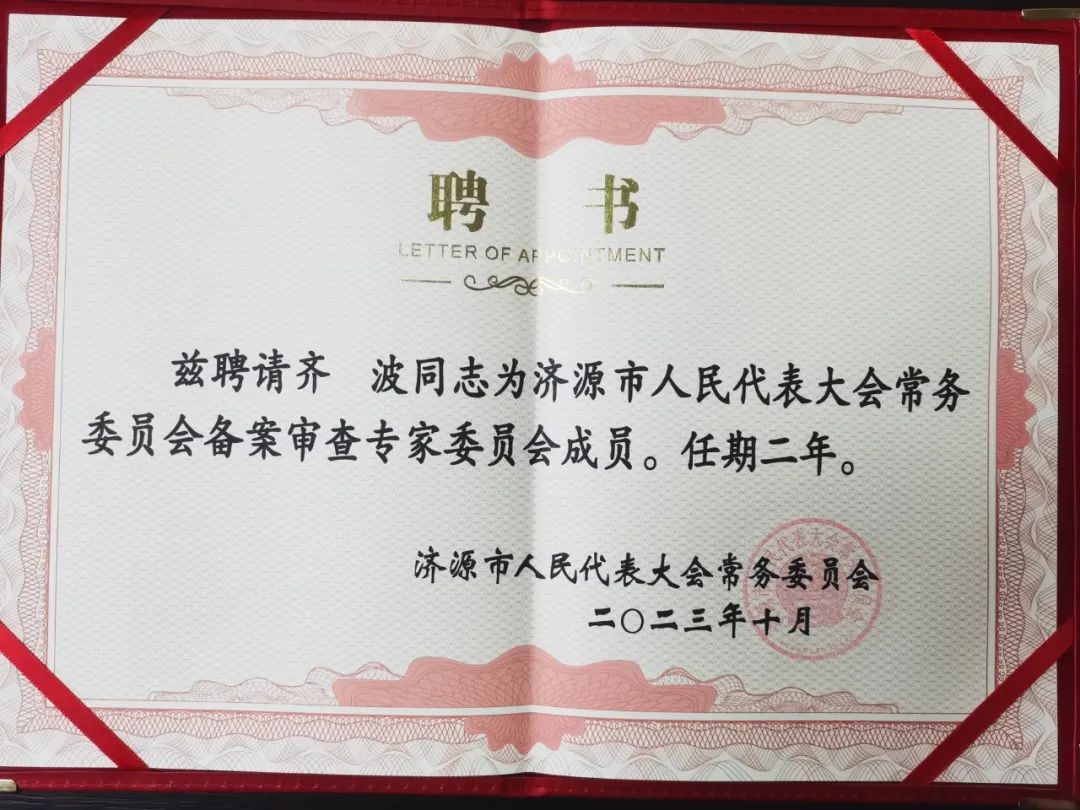 聘 书
LETTER OF APPOINTMENT
兹聘请齐 波同志为济源市人民代表大会常务
委员会备案审查专家委员会成员。任期二年。
济源市人民代表大会常务委员会
二〇二三年十月